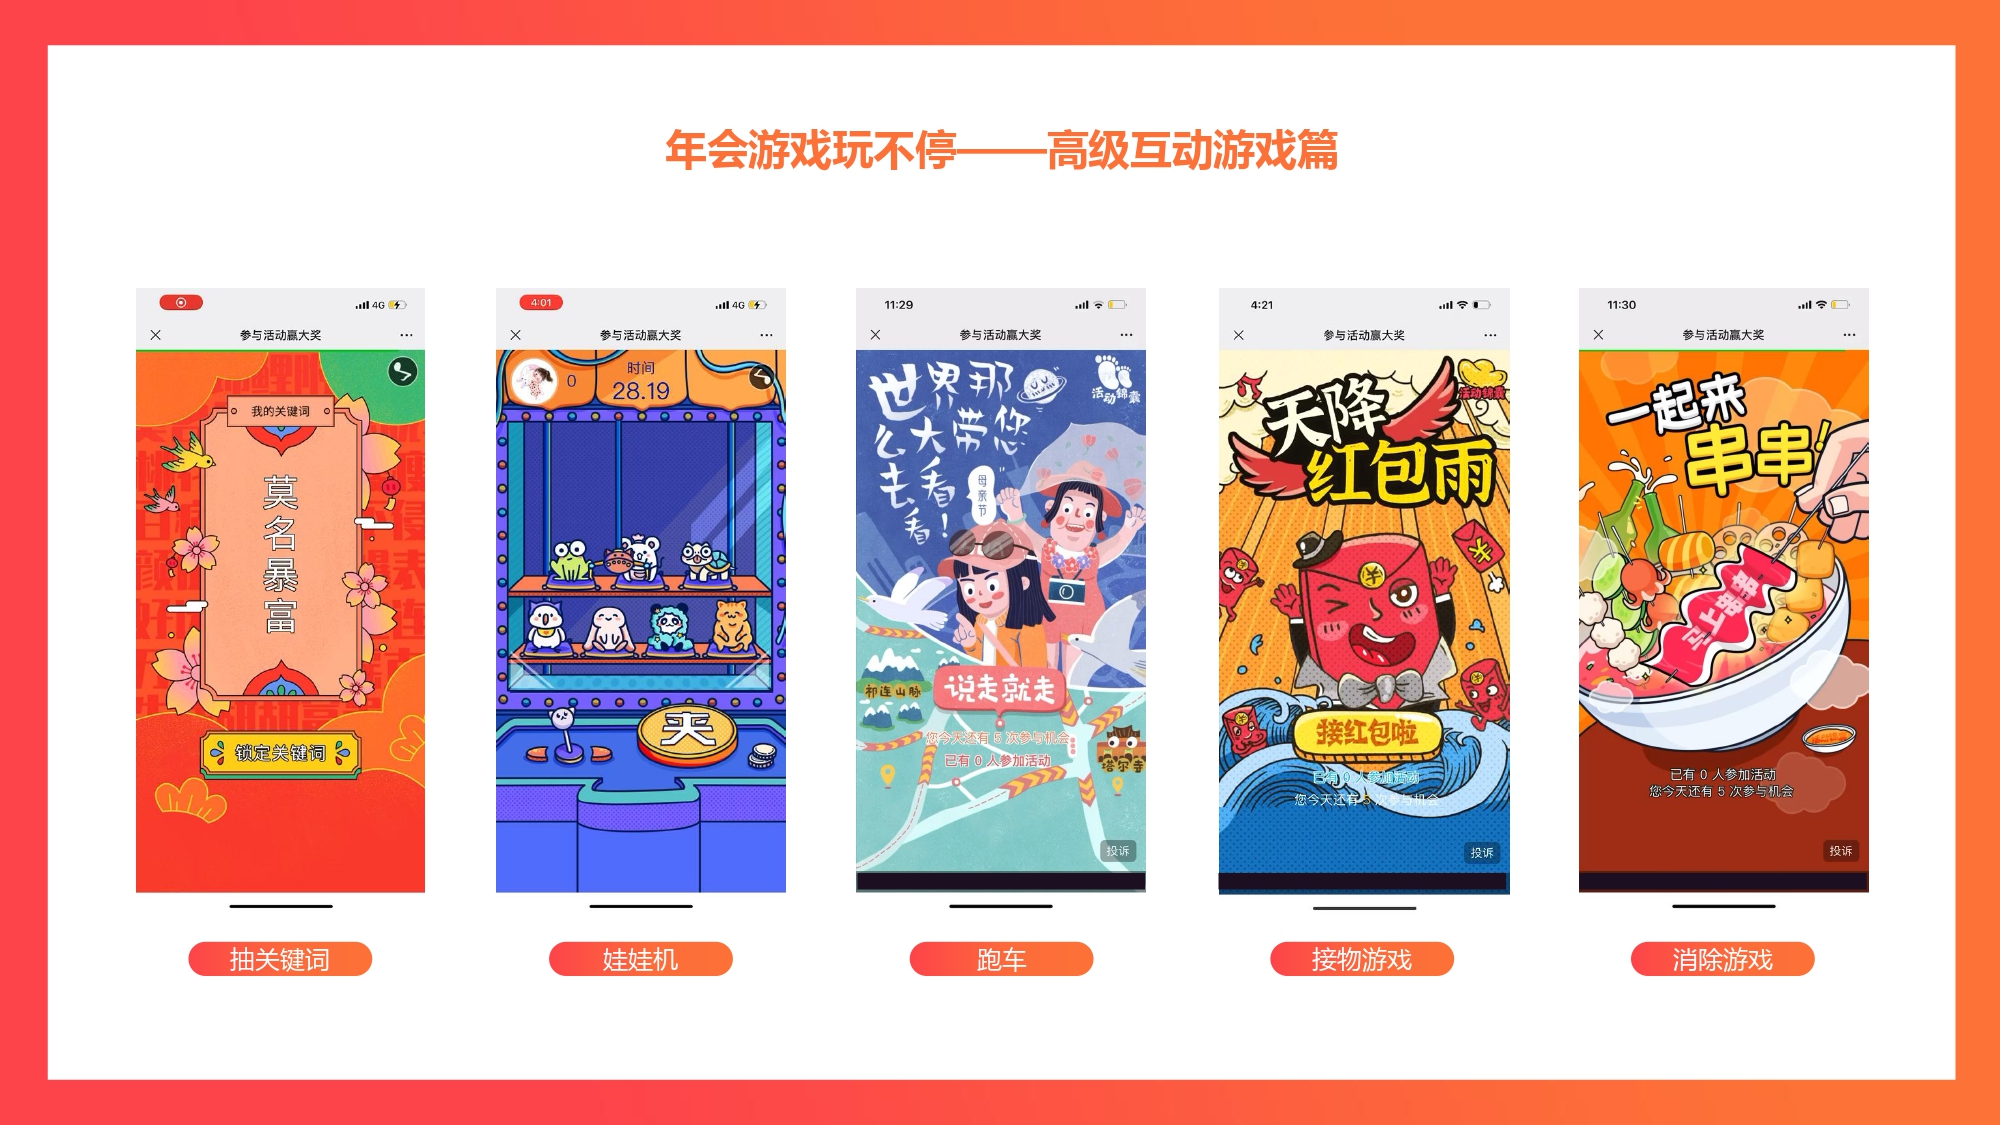 年会游戏玩不停——高级互动游戏篇
4G
参与活动赢大奖
我的关键词
莫名暴富
锁定关键词
抽关键词
4:01
4G
参与活动赢大奖
0
时间
28.19
夹
娃娃机
11:29
参与活动赢大奖
世界那
么大带您
去看看!
母亲节
活动锦囊
祁连山脉
说走就走
您今天还有 5 次参与机会
已有 0 人参加活动
塔尔寺
投诉
跑车
4:21
参与活动赢大奖
天降
红包雨
活动锦囊
接红包啦
已有 0 人参加活动
您今天还有 5 次参与机会
投诉
接物游戏
11:30
参与活动赢大奖
一起来
串串!
已有 0 人参加活动
您今天还有 5 次参与机会
投诉
消除游戏